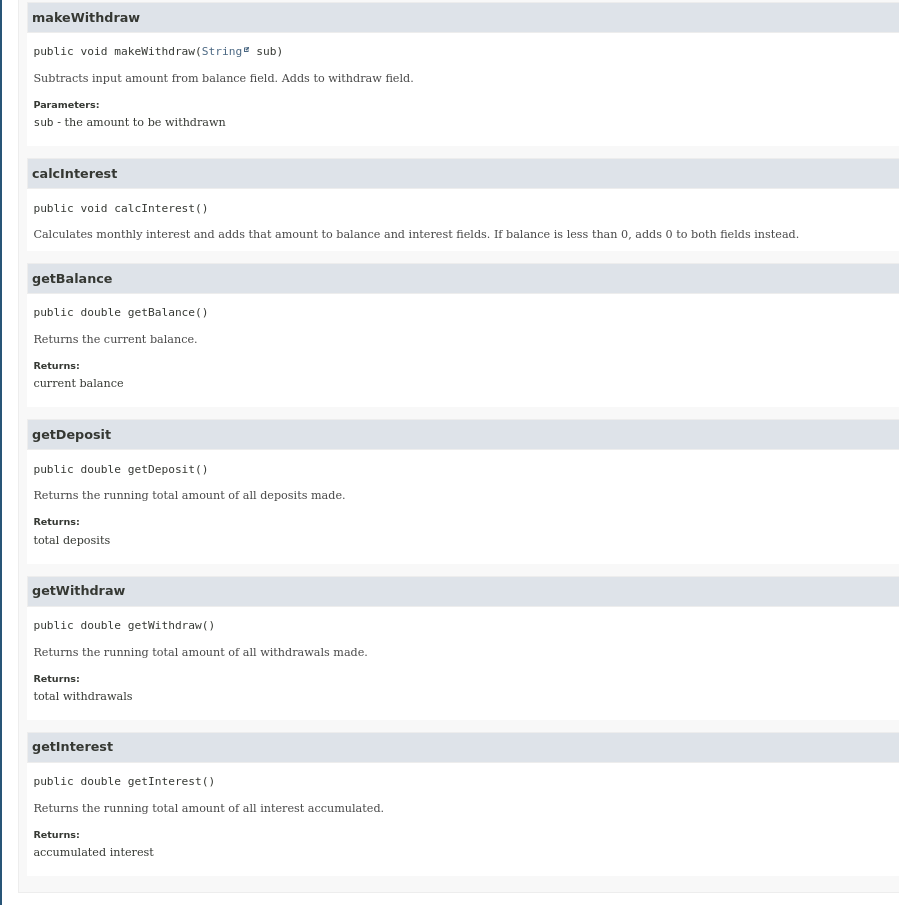 makeWithdraw
public void makeWithdraw(String sub)
Subtracts input amount from balance field. Adds to withdraw field.
Parameters:
sub - the amount to be withdrawn
calcInterest
public void calcInterest()
Calculates monthly interest and adds that amount to balance and interest fields. If balance is less than 0, adds 0 to both fields instead.
getBalance
public double getBalance()
Returns the current balance.
Returns:
current balance
getDeposit
public double getDeposit()
Returns the running total amount of all deposits made.
Returns:
total deposits
getWithdraw
public double getWithdraw()
Returns the running total amount of all withdrawals made.
Returns:
total withdrawals
getInterest
public double getInterest()
Returns the running total amount of all interest accumulated.
Returns:
accumulated interest